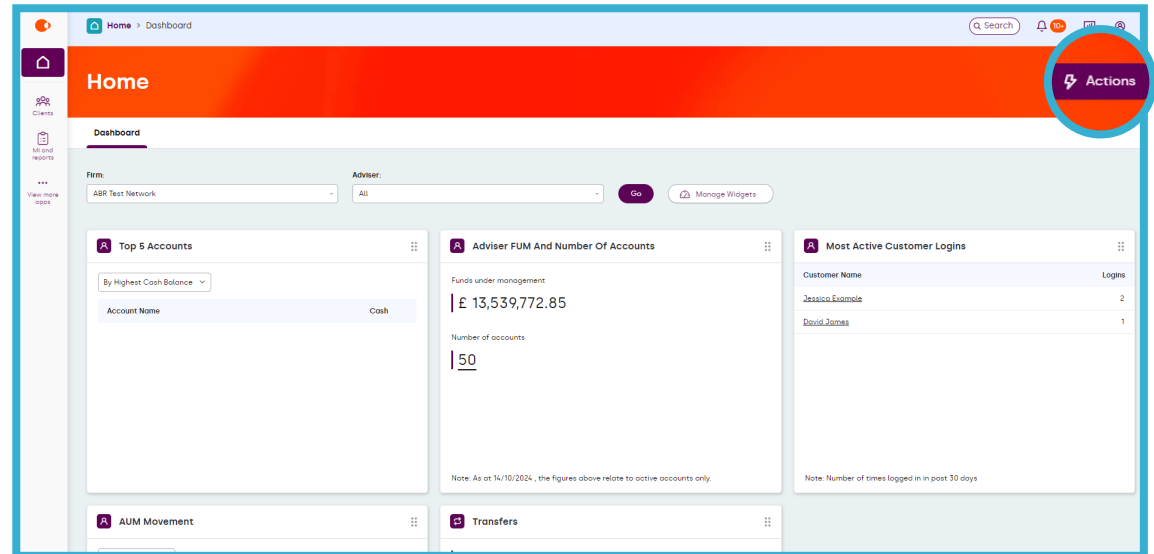 Home > Dashboard
Search
10+
Home
Actions
Clients
MI and reports
View more apps
Dashboard
Firm:
Adviser:
ABR Test Network
All
Go
Manage Widgets
Top 5 Accounts
By Highest Cash Balance
Account Name Cash
Adviser FUM And Number Of Accounts
Funds under management
£ 13,539,772.85
Number of accounts
50
Note: As at 14/10/2024 , the figures above relate to active accounts only.
Most Active Customer Logins
Customer Name Logins
Jessica Example 2
David James 1
Note: Number of times logged in in past 30 days
AUM Movement
Transfers